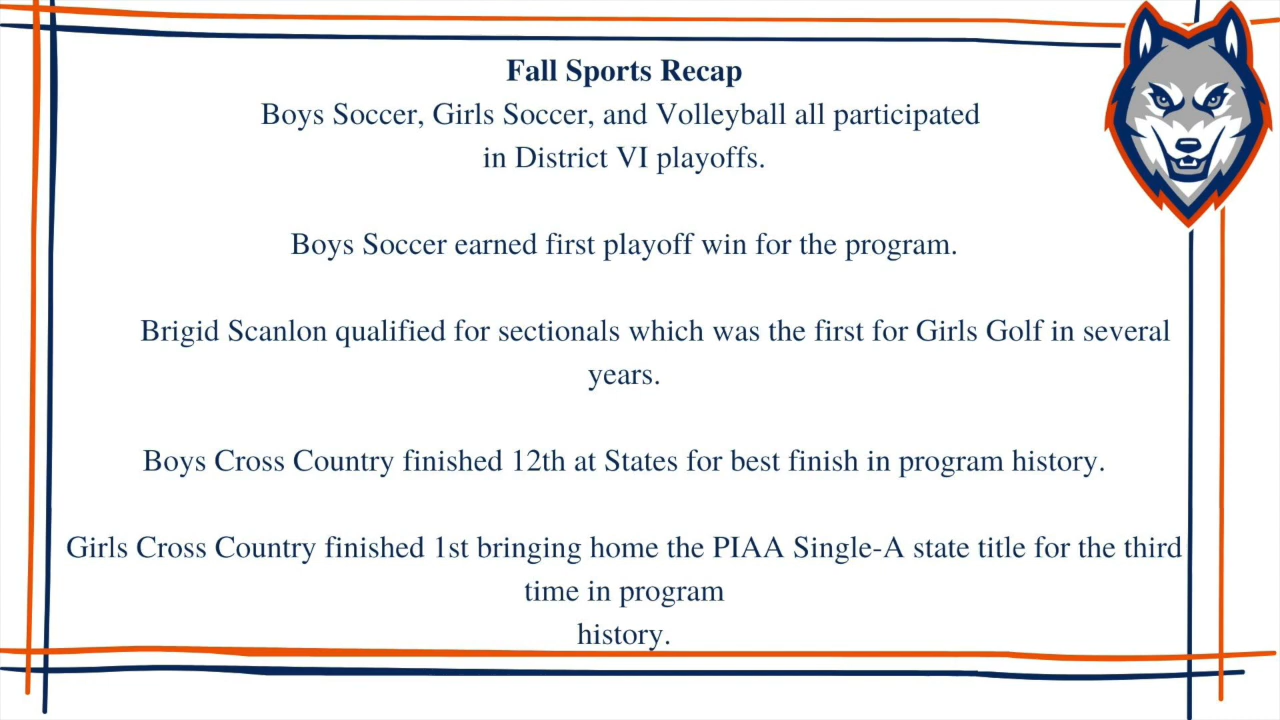 Fall Sports Recap
Boys Soccer, Girls Soccer, and Volleyball all participated
in District VI playoffs.
Boys Soccer earned first playoff win for the program.
Brigid Scanlon qualified for sectionals which was the first for Girls Golf in several
years.
Boys Cross Country finished 12th at States for best finish in program history.
Girls Cross Country finished 1st bringing home the PIAA Single-A state title for the third
time in program
history.